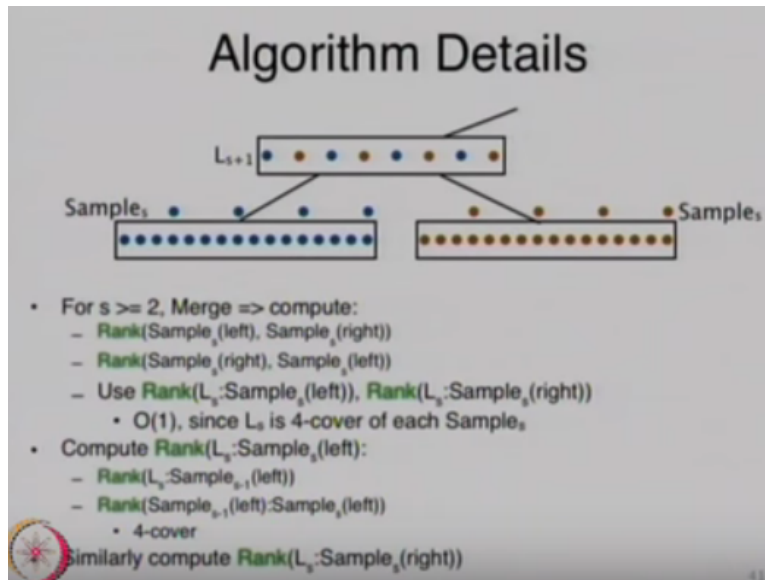 Algorithm Details
Ls+1
Samples
Samples
• For s >= 2, Merge => compute:
– Rank(Samples(left), Samples(right))
– Rank(Samples(right), Samples(left))
– Use Rank(Ls:Samples(left)), Rank(Ls:Samples(right))
• O(1), since Ls is 4-cover of each Samples
• Compute Rank(Ls:Samples(left):
– Rank(Ls:Samples-1(left))
– Rank(Samples-1(left):Samples(left))
• 4-cover
Similarly compute Rank(Ls:Samples(right))